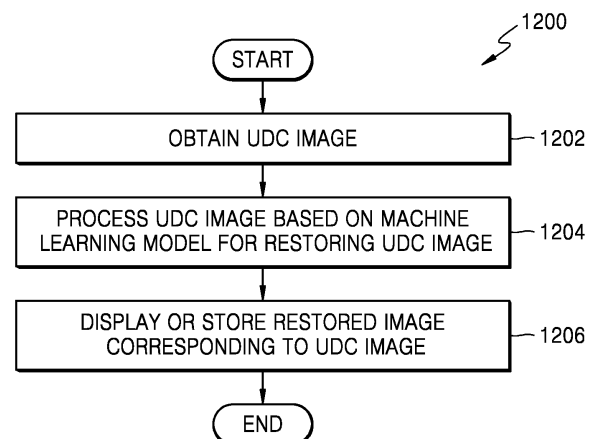 1200
START
OBTAIN UDC IMAGE
1202
PROCESS UDC IMAGE BASED ON MACHINE
LEARNING MODEL FOR RESTORING UDC IMAGE
1204
DISPLAY OR STORE RESTORED IMAGE
CORRESPONDING TO UDC IMAGE
1206
END